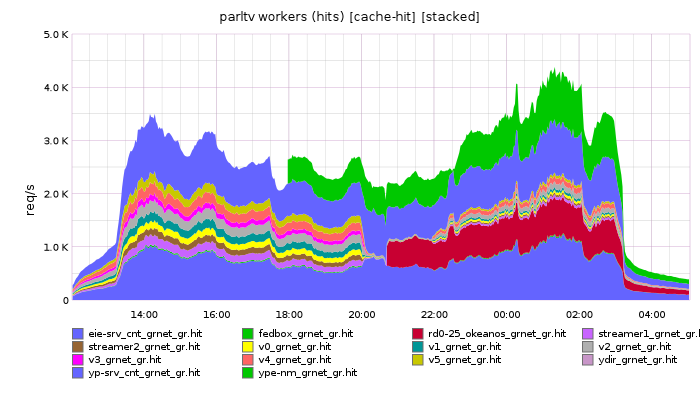 parltv workers (hits) [cache-hit] [stacked]
5.0 K
4.0 K
3.0 K
2.0 K
1.0 K
0
req/s
14:00 16:00 18:00 20:00 22:00 00:00 02:00 04:00
eie-srv_cnt_grnet_gr.hit fedbox_grnet_gr.hit rd0-25_okeanos_grnet_gr.hit streamer1_grnet_gr.hit
streamer2_grnet_gr.hit v0_grnet_gr.hit v1_grnet_gr.hit v2_grnet_gr.hit
v3_grnet_gr.hit v4_grnet_gr.hit v5_grnet_gr.hit ydir_grnet_gr.hit
yp-srv_cnt_grnet_gr.hit ype-nm_grnet_gr.hit